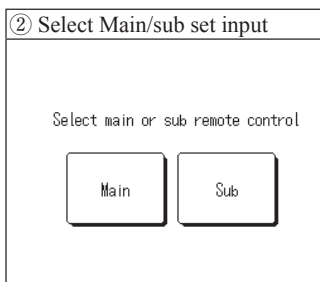 ② Select Main/sub set input
Select main or sub remote control
Main
Sub